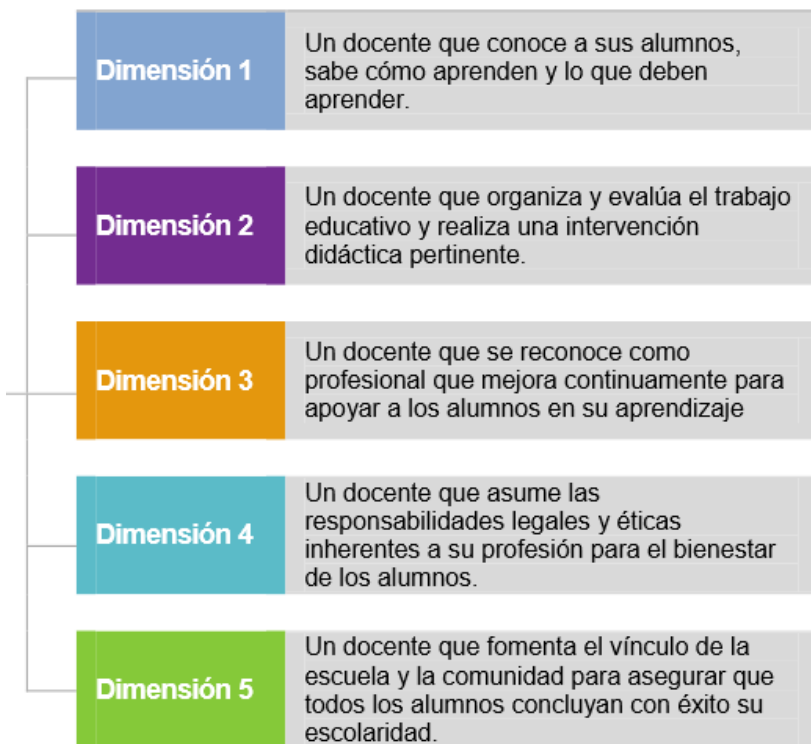 Dimensión 1
Un docente que conoce a sus alumnos,
sabe cómo aprenden y lo que deben
aprender.
Dimensión 2
Un docente que organiza y evalúa el trabajo
educativo y realiza una intervención
didáctica pertinente.
Dimensión 3
Un docente que se reconoce como
profesional que mejora continuamente para
apoyar a los alumnos en su aprendizaje
Dimensión 4
Un docente que asume las
responsabilidades legales y éticas
inherentes a su profesión para el bienestar
de los alumnos.
Dimensión 5
Un docente que fomenta el vínculo de la
escuela y la comunidad para asegurar que
todos los alumnos concluyan con éxito su
escolaridad.